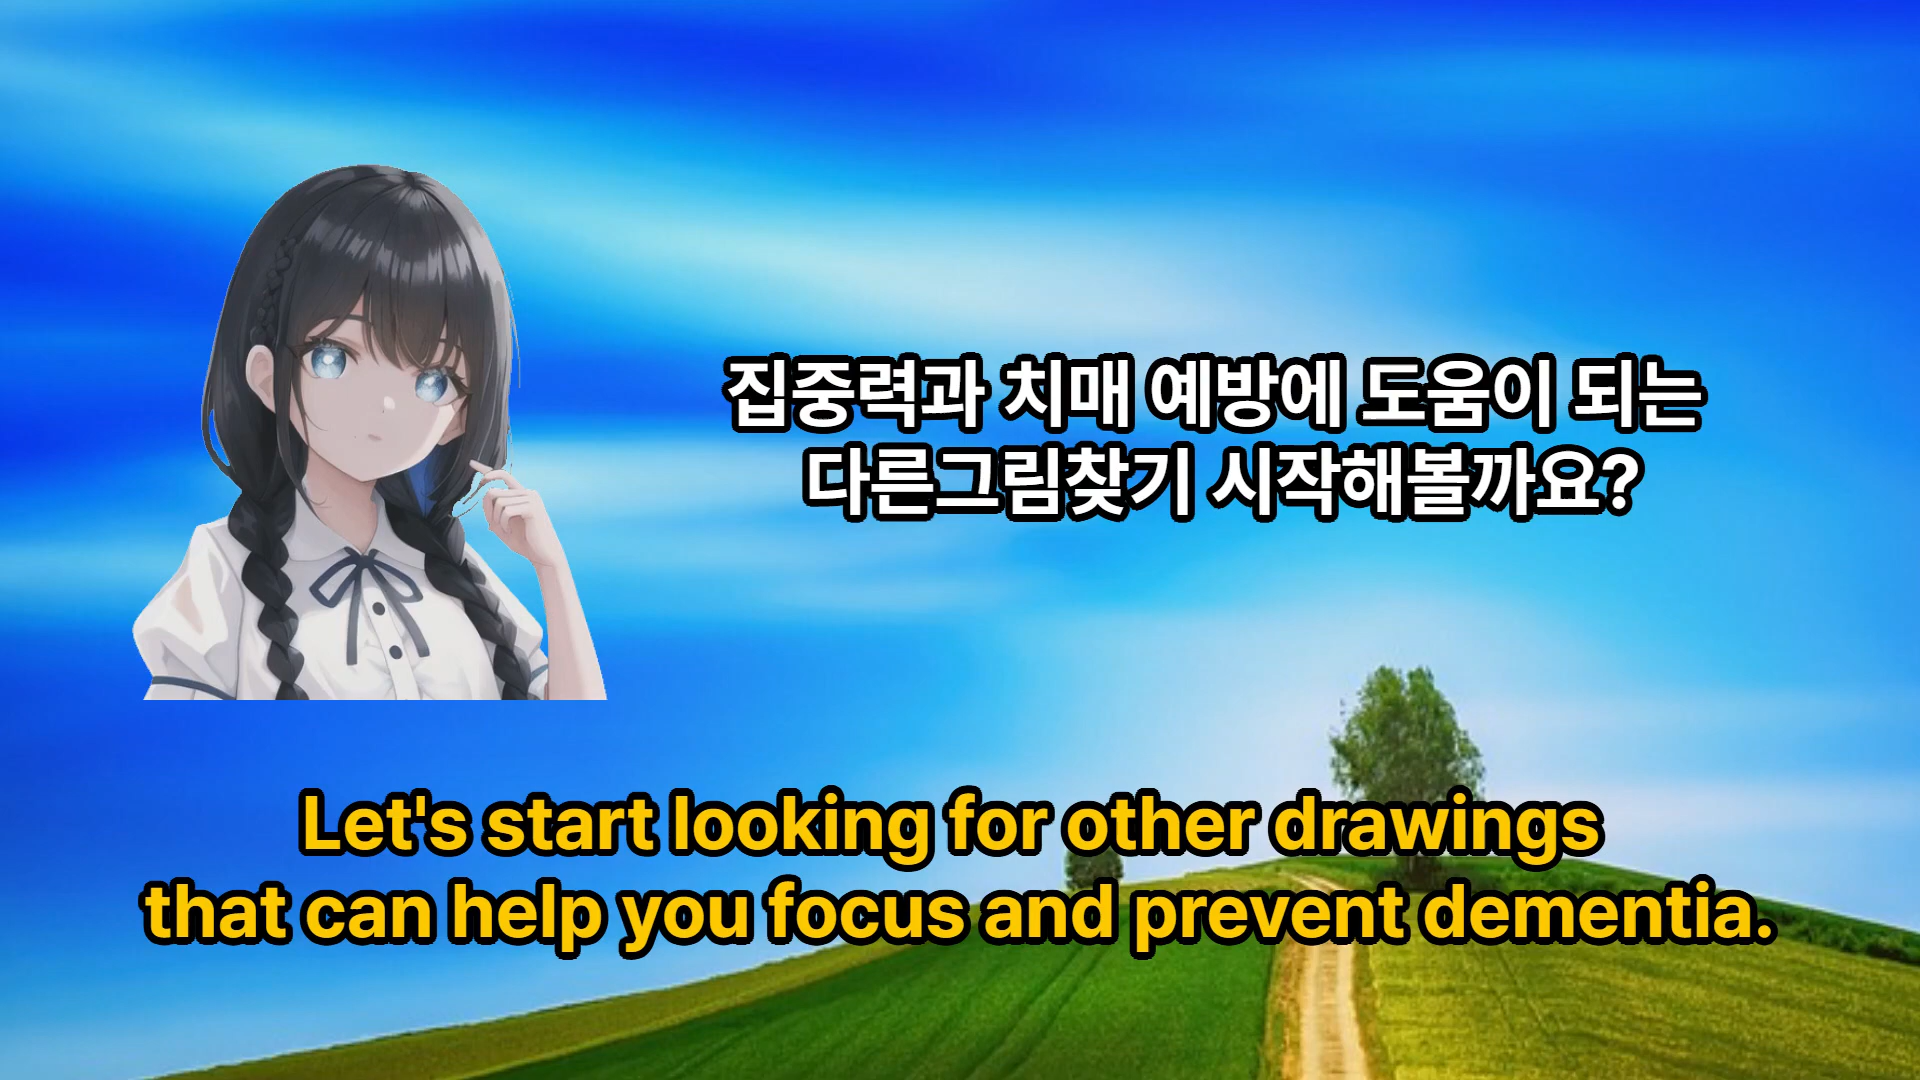 집중력과 치매 예방에 도움이 되는
다른그림찾기 시작해볼까요?
Let's start looking for other drawings
that can help you focus and prevent dementia.